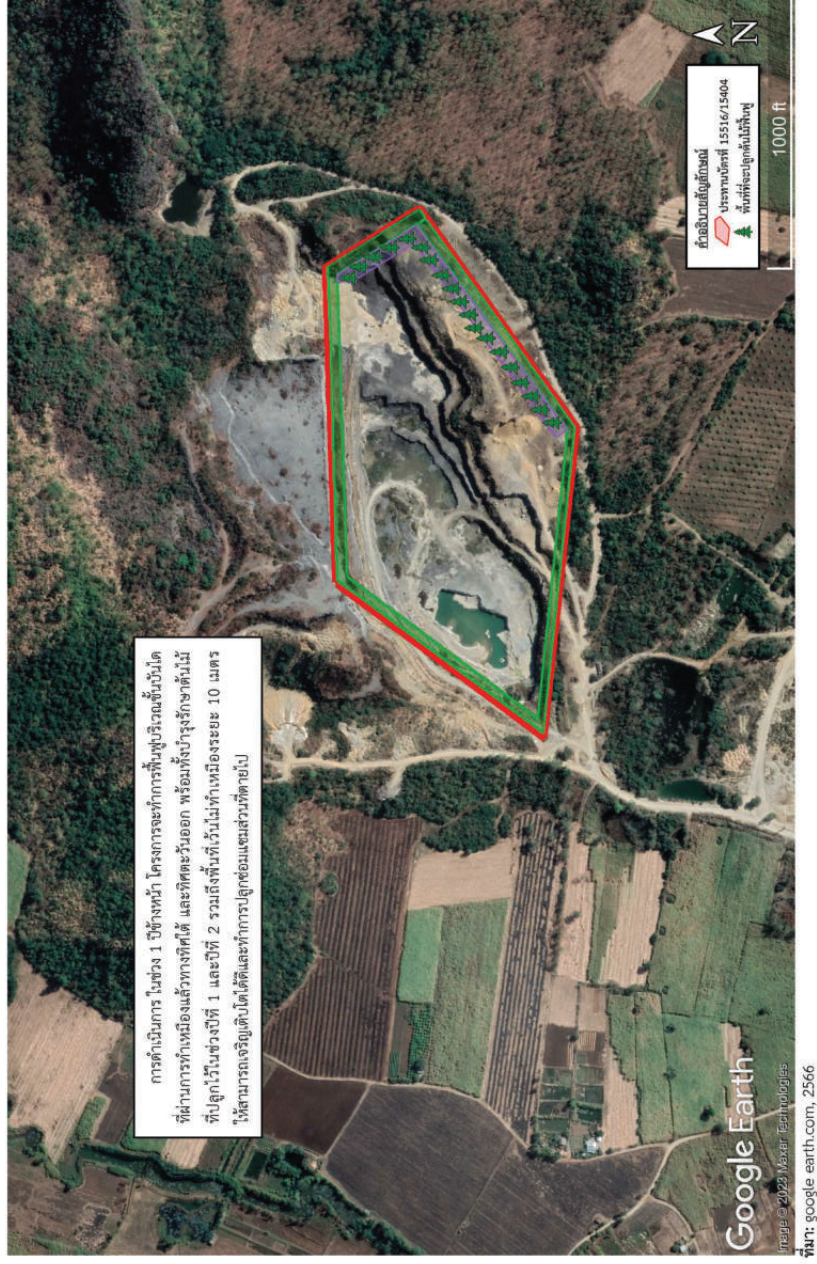 การดำเนินการ ในช่วง 1 ปีข้างหน้า โครงการจะทำการฟื้นฟูบริเวณขั้นบันได
ที่ผ่านการทำเหมืองแล้วทางทิศใต้ และทิศตะวันออก พร้อมทั้งบำรุงรักษาต้นไม้
ที่ปลูกไว้ในช่วงปีที่ 1 และปีที่ 2 รวมถึงพื้นที่เว้นไม่ทำเหมืองระยะ 10 เมตร
ให้สามารถเจริญเติบโตได้ดีและทำการปลูกซ่อมแซมส่วนที่ตายไป
N
คำอธิบายสัญลักษณ์
ประทานบัตรที่ 15516/15404
พื้นที่ที่จะปลูกต้นไม้ฟื้นฟู
1000 ft
Google Earth
Image © 2023 Maxar Technologies
ที่มา: google earth.com, 2566